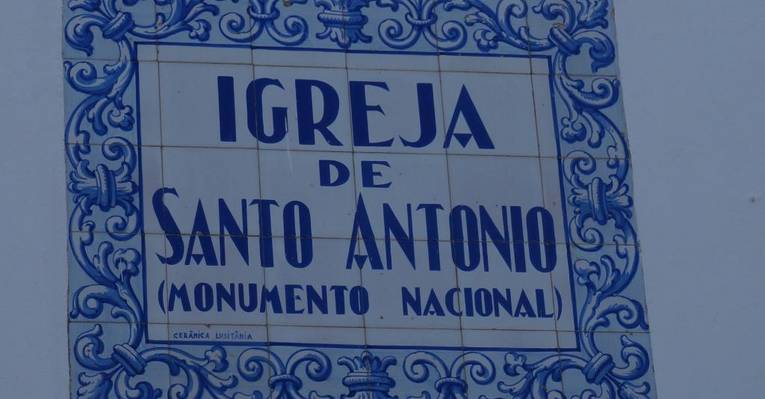 IGREJA
DE
SANTO ANTONIO
(MONUMENTO NACIONAL)
CERÂMICA LUSITÂNIA